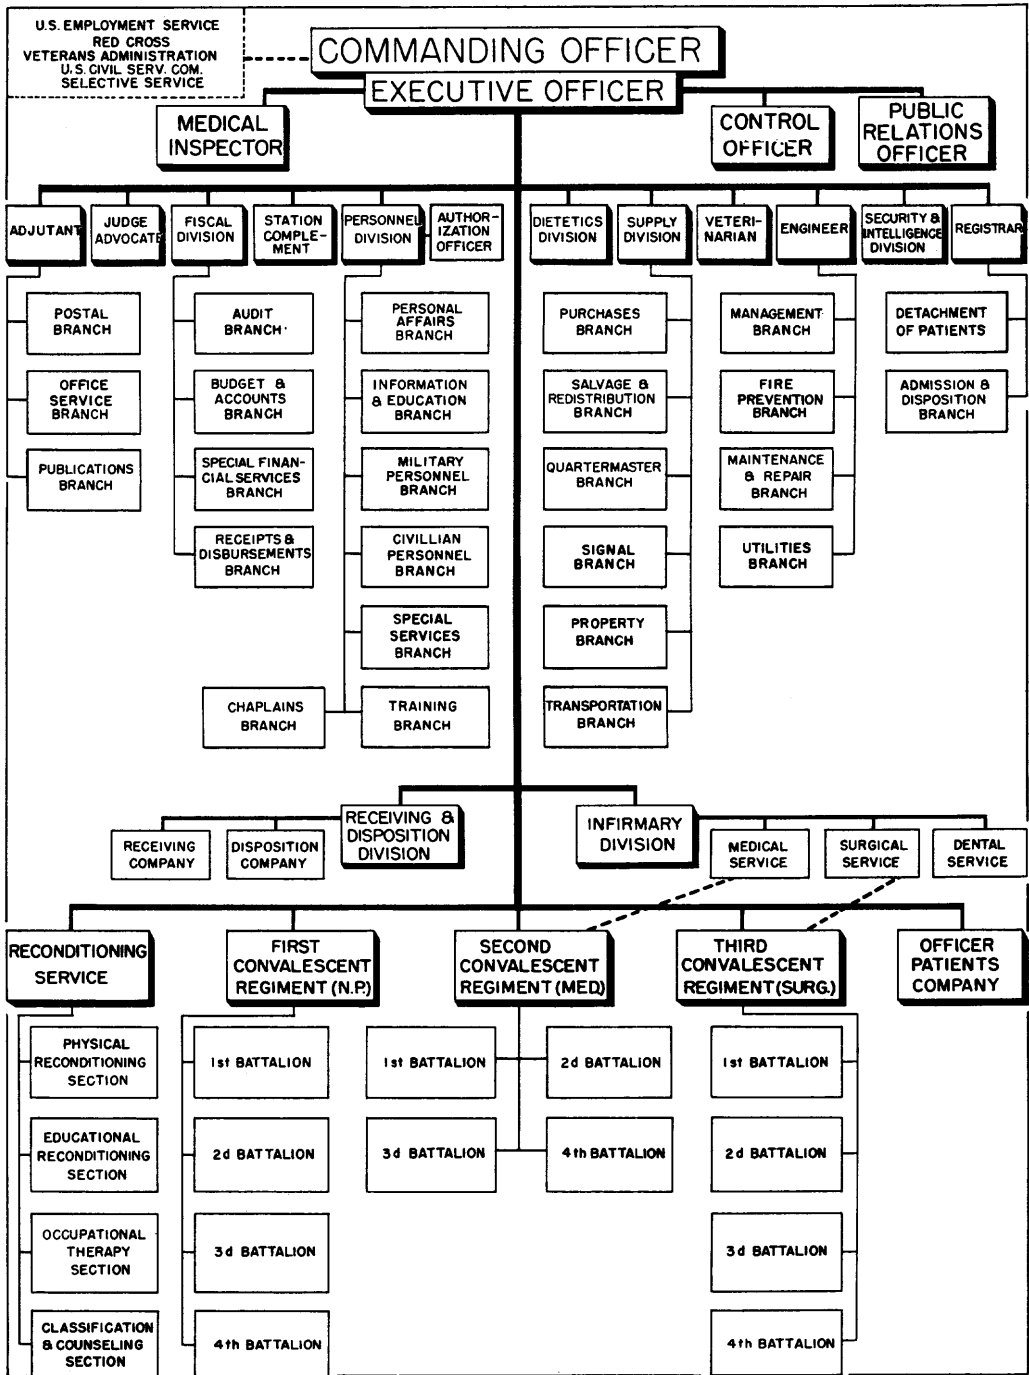 U.S. EMPLOYMENT SERVICE
RED CROSS
VETERANS ADMINISTRATION
U.S. CIVIL SERV. COM.
SELECTIVE SERVICE
COMMANDING OFFICER
EXECUTIVE OFFICER
MEDICAL
INSPECTOR
CONTROL
OFFICER
PUBLIC
RELATIONS
OFFICER
ADJUTANT
JUDGE
ADVOCATE
FISCAL
DIVISION
STATION
COMPLE-
MENT
PERSONNEL
DIVISION
AUTHOR-
IZATION
OFFICER
DIETETICS
DIVISION
SUPPLY
DIVISION
VETERI-
NARIAN
ENGINEER
SECURITY &
INTELLIGENCE
DIVISION
REGISTRAR
POSTAL
BRANCH
OFFICE
SERVICE
BRANCH
PUBLICATIONS
BRANCH
AUDIT
BRANCH
BUDGET &
ACCOUNTS
BRANCH
SPECIAL FINAN-
CIAL SERVICES
BRANCH
RECEIPTS &
DISBURSEMENTS
BRANCH
PERSONAL
AFFAIRS
BRANCH
INFORMATION
& EDUCATION
BRANCH
MILITARY
PERSONNEL
BRANCH
CIVILLIAN
PERSONNEL
BRANCH
SPECIAL
SERVICES
BRANCH
CHAPLAINS
BRANCH
TRAINING
BRANCH
PURCHASES
BRANCH
SALVAGE &
REDISTRIBUTION
BRANCH
QUARTERMASTER
BRANCH
SIGNAL
BRANCH
PROPERTY
BRANCH
TRANSPORTATION
BRANCH
MANAGEMENT
BRANCH
FIRE
PREVENTION
BRANCH
MAINTENANCE
& REPAIR
BRANCH
UTILITIES
BRANCH
DETACHMENT
OF PATIENTS
ADMISSION &
DISPOSITION
BRANCH
RECEIVING
COMPANY
DISPOSITION
COMPANY
RECEIVING &
DISPOSITION
DIVISION
INFIRMARY
DIVISION
MEDICAL
SERVICE
SURGICAL
SERVICE
DENTAL
SERVICE
RECONDITIONING
SERVICE
FIRST
CONVALESCENT
REGIMENT (N.P.)
SECOND
CONVALESCENT
REGIMENT (MED.)
THIRD
CONVALESCENT
REGIMENT (SURG.)
OFFICER
PATIENTS
COMPANY
PHYSICAL
RECONDITIONING
SECTION
EDUCATIONAL
RECONDITIONING
SECTION
OCCUPATIONAL
THERAPY
SECTION
CLASSIFICATION
& COUNSELING
SECTION
1st BATTALION
2d BATTALION
3d BATTALION
4th BATTALION
1st BATTALION
2d BATTALION
3d BATTALION
4th BATTALION
1st BATTALION
2d BATTALION
3d BATTALION
4th BATTALION